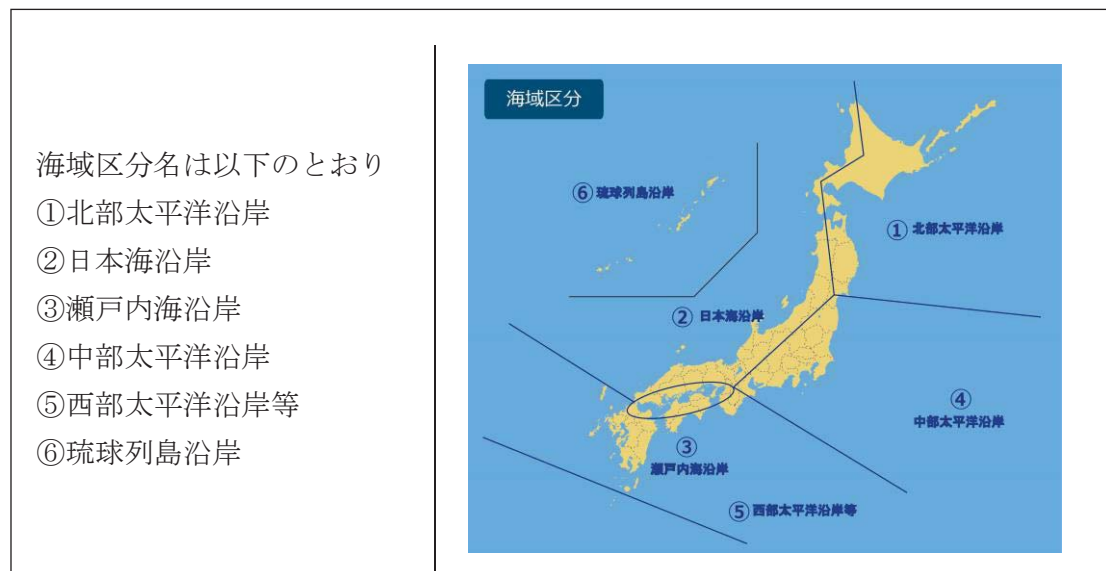 海域区分名は以下のとおり
①北部太平洋沿岸
②日本海沿岸
③瀬戸内海沿岸
④中部太平洋沿岸
⑤西部太平洋沿岸等
⑥琉球列島沿岸
海域区分
⑥琉球列島沿岸
①北部太平洋沿岸
②日本海沿岸
④
中部太平洋沿岸
③
瀬戸内海沿岸
⑤西部太平洋沿岸等